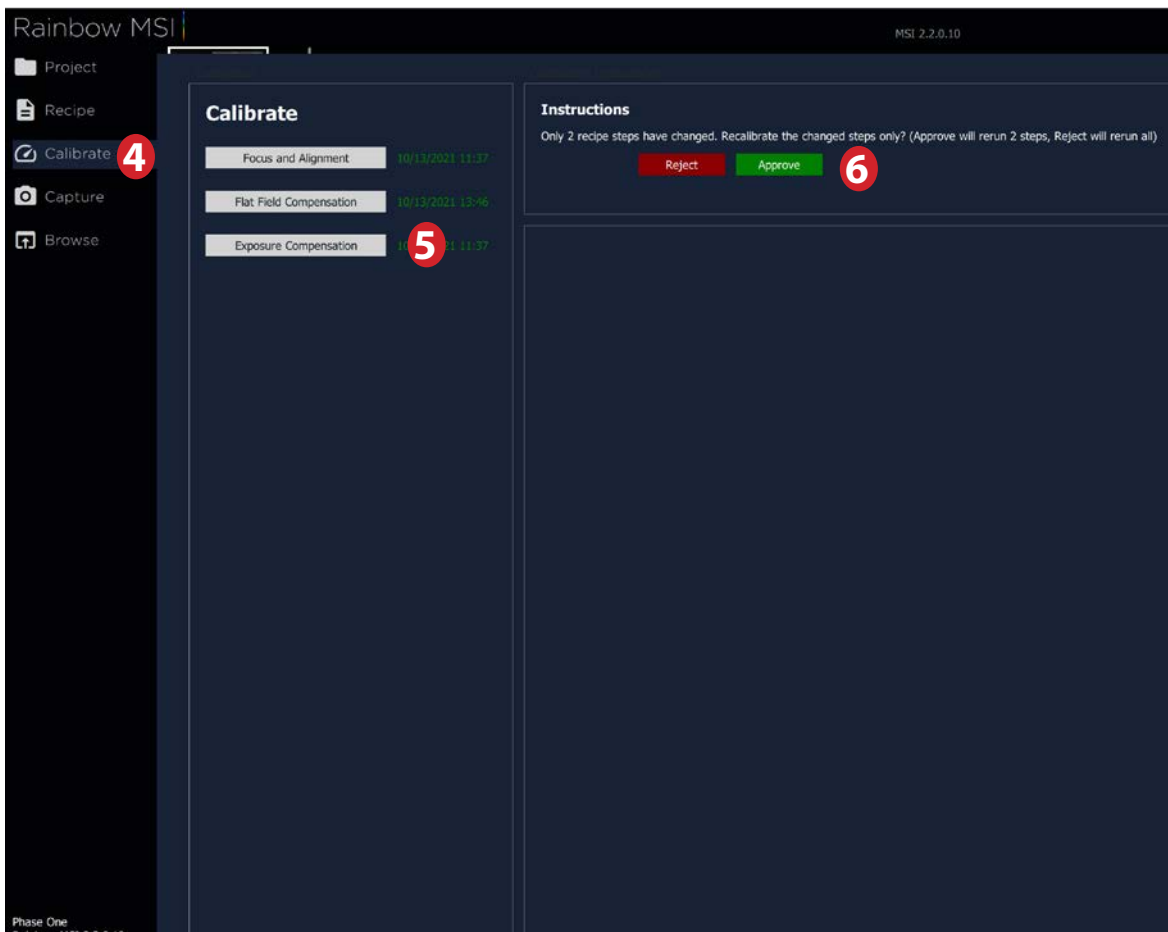 Rainbow MSI
MSI 2.2.0.10
Project
Recipe
Calibrate 4
Capture
Browse
Calibrate
Focus and Alignment 10/13/2021 11:37
Flat Field Compensation 10/13/2021 13:46
Exposure Compensation 5 11:37
Instructions
Only 2 recipe steps have changed. Recalibrate the changed steps only? (Approve will rerun 2 steps, Reject will rerun all)
Reject Approve 6
Phase One